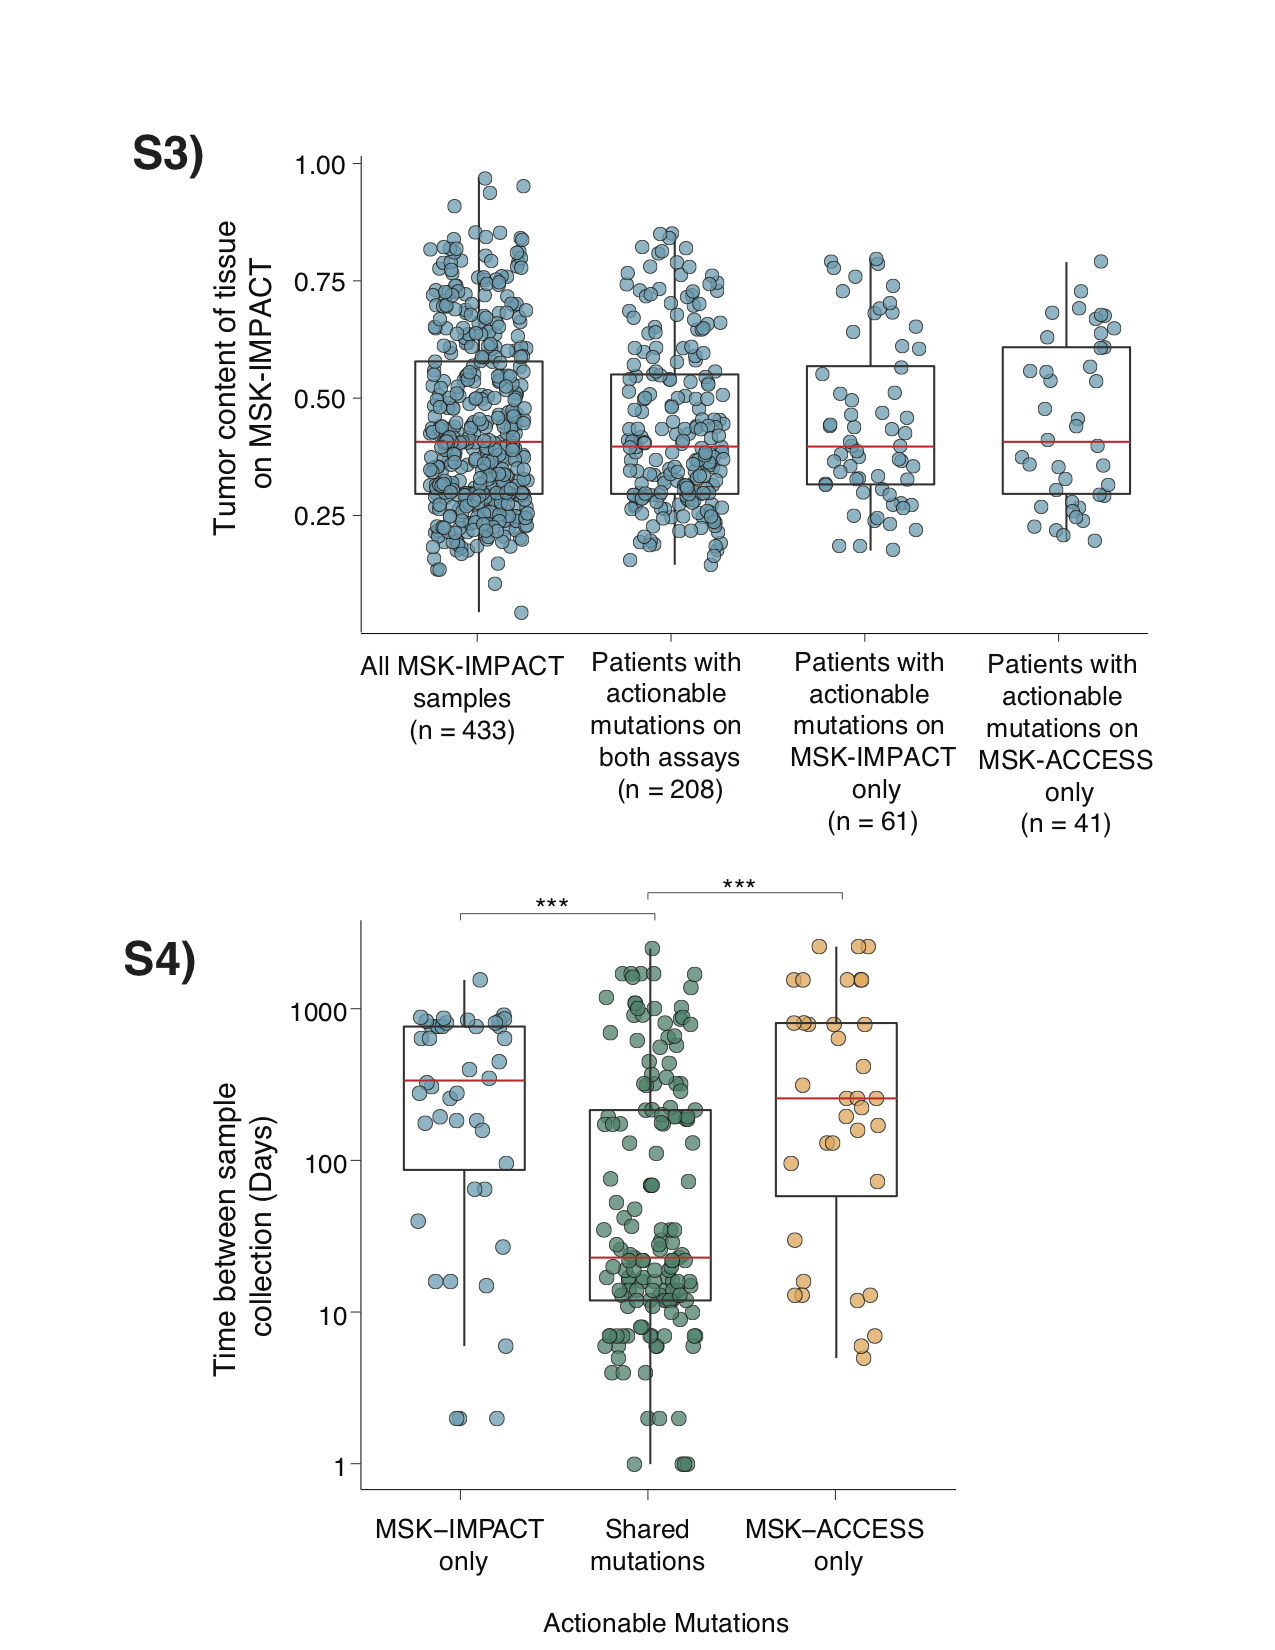 S3)
Tumor content of tissue
on MSK-IMPACT
1.00
0.75
0.50
0.25
All MSK-IMPACT
samples
(n = 433)
Patients with
actionable
mutations on
both assays
(n = 208)
Patients with
actionable
mutations on
MSK-IMPACT
only
(n = 61)
Patients with
actionable
mutations on
MSK-ACCESS
only
(n = 41)
S4)
Time between sample
collection (Days)
***
***
1000
100
10
1
MSK–IMPACT
only
Shared
mutations
MSK–ACCESS
only
Actionable Mutations